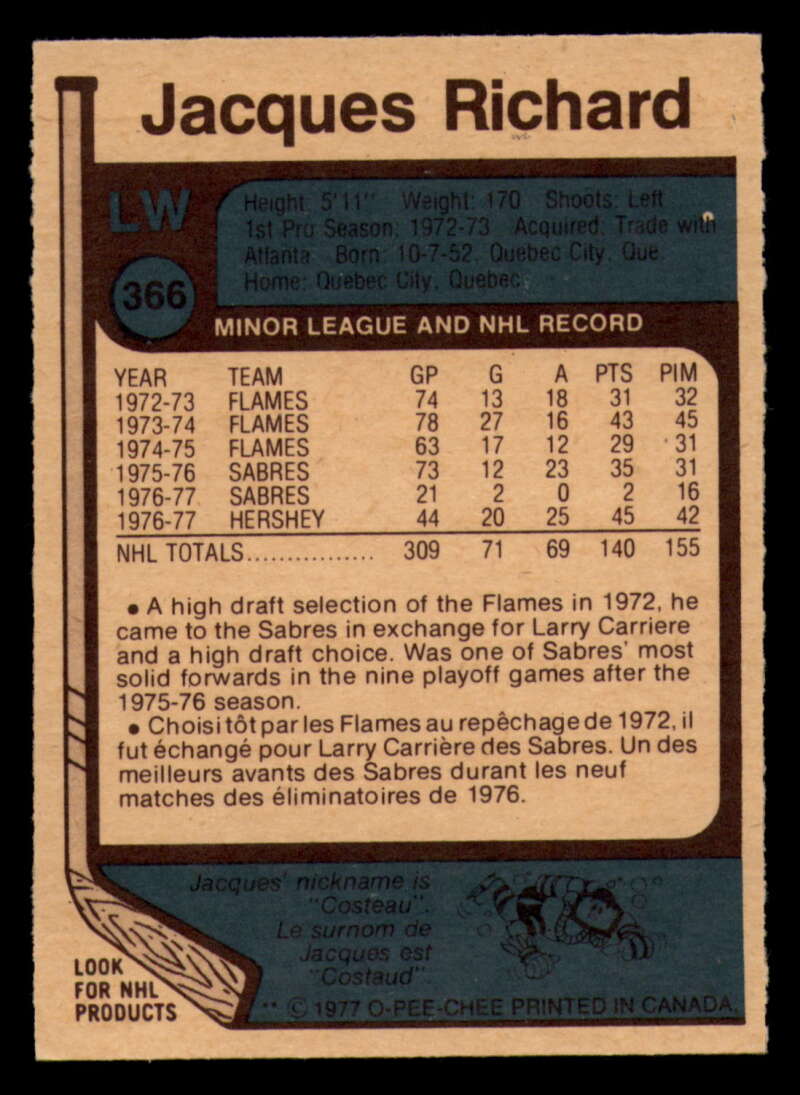 Jacques Richard
LW
Height: 5'11" Weight: 170 Shoots: Left
1st Pro Season: 1972-73 Acquired: Trade with
Atlanta Born: 10-7-52, Quebec City, Que.
Home: Quebec City, Quebec
366
MINOR LEAGUE AND NHL RECORD
YEAR TEAM GP G A PTS PIM
1972-73 FLAMES 74 13 18 31 32
1973-74 FLAMES 78 27 16 43 45
1974-75 FLAMES 63 17 12 29 31
1975-76 SABRES 73 12 23 35 31
1976-77 SABRES 21 2 0 2 16
1976-77 HERSHEY 44 20 25 45 42
NHL TOTALS................ 309 71 69 140 155
• A high draft selection of the Flames in 1972, he
came to the Sabres in exchange for Larry Carriere
and a high draft choice. Was one of Sabres' most
solid forwards in the nine playoff games after the
1975-76 season.
• Choisi tôt par les Flames au repêchage de 1972, il
fut échangé pour Larry Carrière des Sabres. Un des
meilleurs avants des Sabres durant les neuf
matches des éliminatoires de 1976.
Jacques' nickname is
"Costeau".
Le surnom de
Jacques est
"Costaud".
LOOK
FOR NHL
PRODUCTS
** © 1977 O-PEE-CHEE PRINTED IN CANADA.